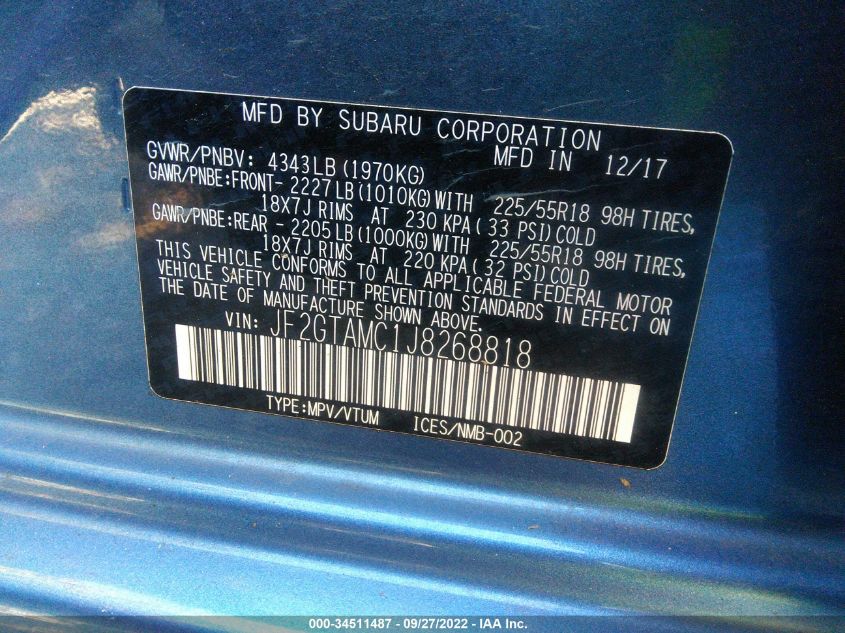 MFD BY SUBARU CORPORATION
GVWR/PNBV: 4343LB (1970KG) MFD IN 12/17
GAWR/PNBE:FRONT- 2227 LB (1010KG) WITH 225/55R18 98H TIRES,
18X7J RIMS AT 230 KPA ( 33 PSI) COLD
GAWR/PNBE:REAR - 2205 LB (1000KG) WITH 225/55R18 98H TIRES,
18X7J RIMS AT 220 KPA ( 32 PSI) COLD
THIS VEHICLE CONFORMS TO ALL APPLICABLE FEDERAL MOTOR
VEHICLE SAFETY AND THEFT PREVENTION STANDARDS IN EFFECT ON
THE DATE OF MANUFACTURE SHOWN ABOVE.
VIN: JF2GTAMC1J8268818
TYPE:MPV/VTUM ICES/NMB-002
000-34511487 - 09/27/2022 - IAA Inc.